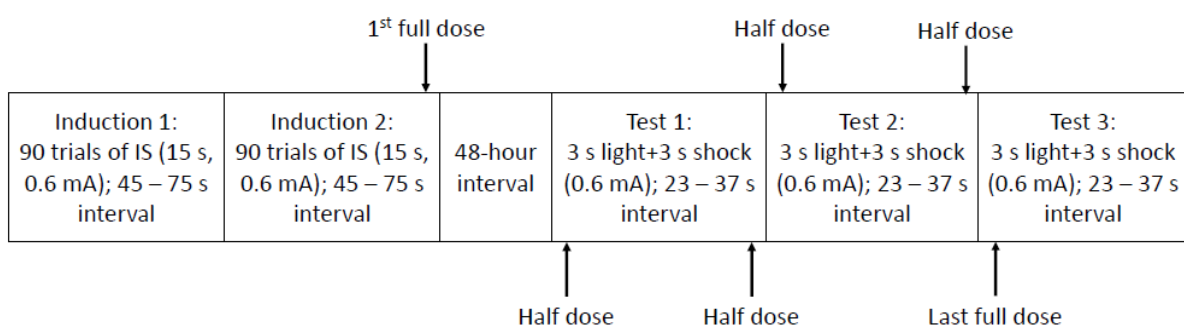 1st full dose
Half dose
Half dose
Induction 1:
90 trials of IS (15 s,
0.6 mA); 45 – 75 s
interval
Induction 2:
90 trials of IS (15 s,
0.6 mA); 45 – 75 s
interval
48-hour
interval
Test 1:
3 s light+3 s shock
(0.6 mA); 23 – 37 s
interval
Test 2:
3 s light+3 s shock
(0.6 mA); 23 – 37 s
interval
Test 3:
3 s light+3 s shock
(0.6 mA); 23 – 37 s
interval
Half dose
Half dose
Last full dose